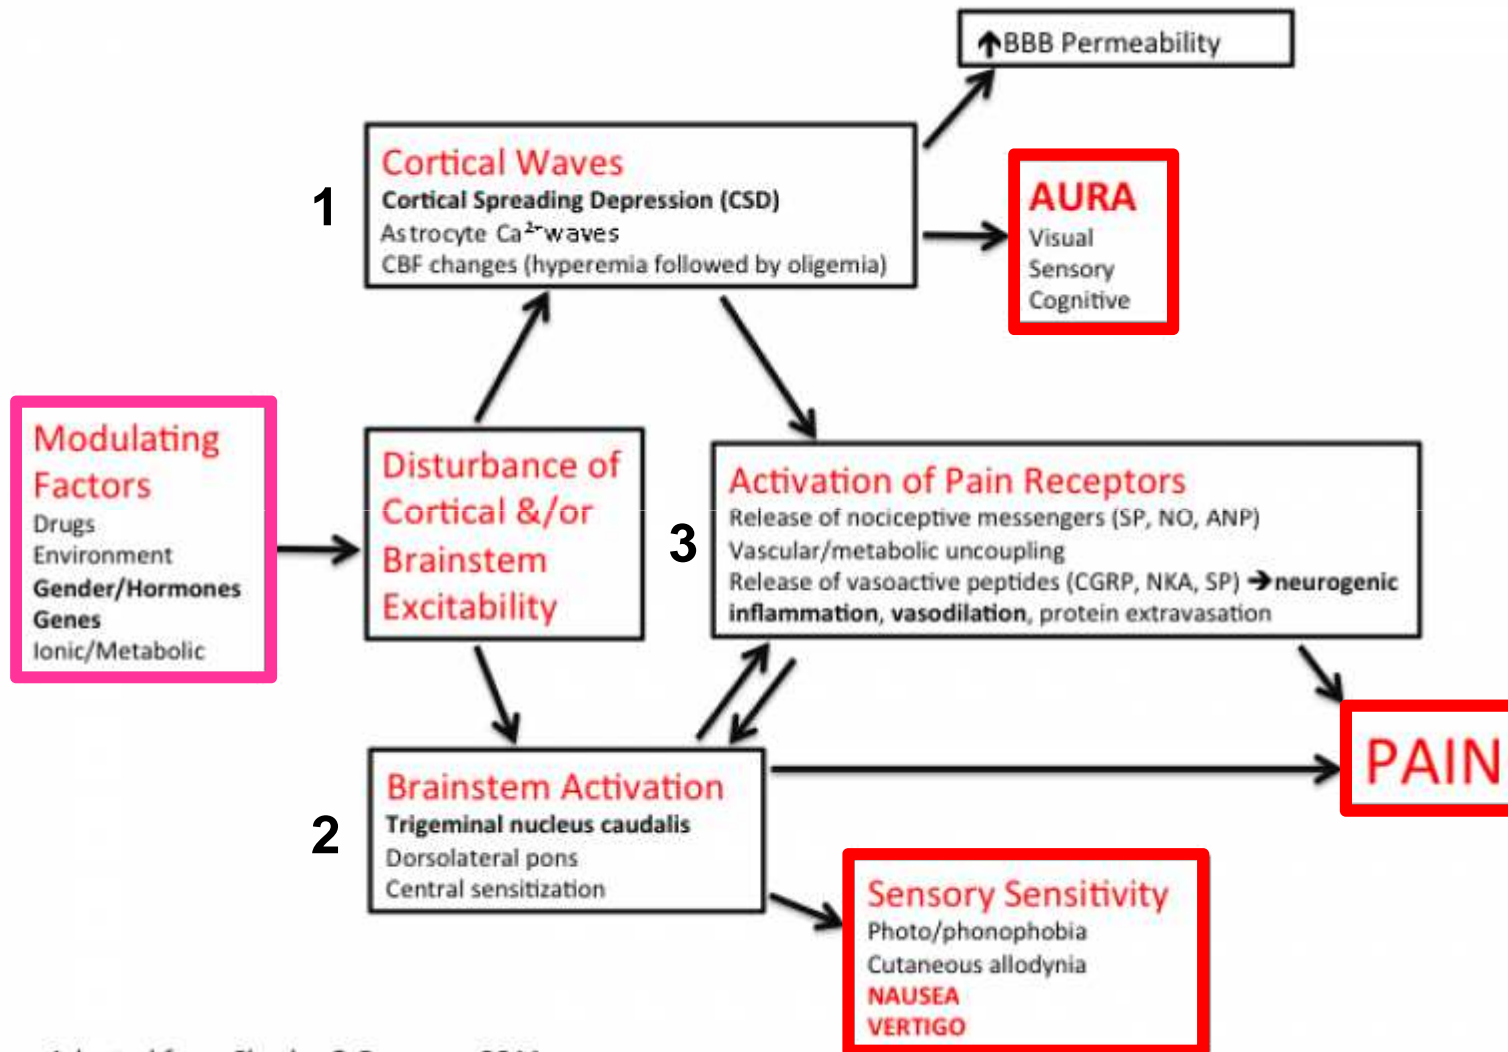 ↑BBB Permeability
1
Cortical Waves
Cortical Spreading Depression (CSD)
Astrocyte Ca²⁻waves
CBF changes (hyperemia followed by oligemia)
AURA
Visual
Sensory
Cognitive
Modulating
Factors
Drugs
Environment
Gender/Hormones
Genes
Ionic/Metabolic
Disturbance of
Cortical &/or
Brainstem
Excitability
3
Activation of Pain Receptors
Release of nociceptive messengers (SP, NO, ANP)
Vascular/metabolic uncoupling
Release of vasoactive peptides (CGRP, NKA, SP) ➔neurogenic
inflammation, vasodilation, protein extravasation
2
Brainstem Activation
Trigeminal nucleus caudalis
Dorsolateral pons
Central sensitization
PAIN
Sensory Sensitivity
Photo/phonophobia
Cutaneous allodynia
NAUSEA
VERTIGO